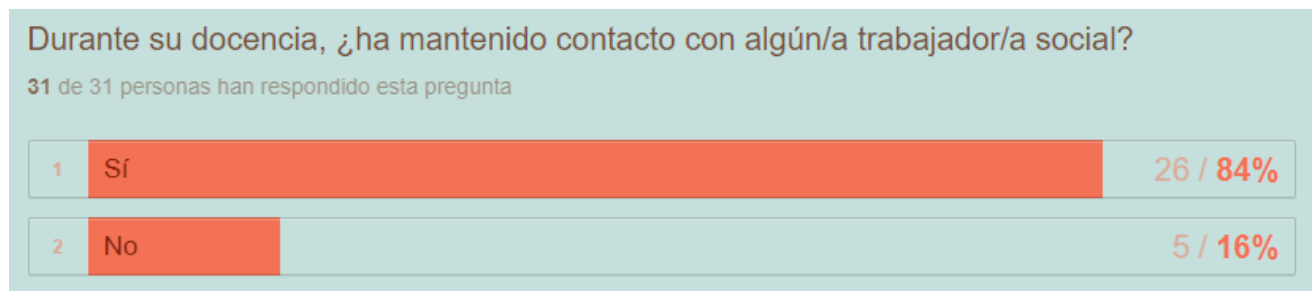 Durante su docencia, ¿ha mantenido contacto con algún/a trabajador/a social?
31 de 31 personas han respondido esta pregunta
1 Sí 26 / 84%
2 No 5 / 16%